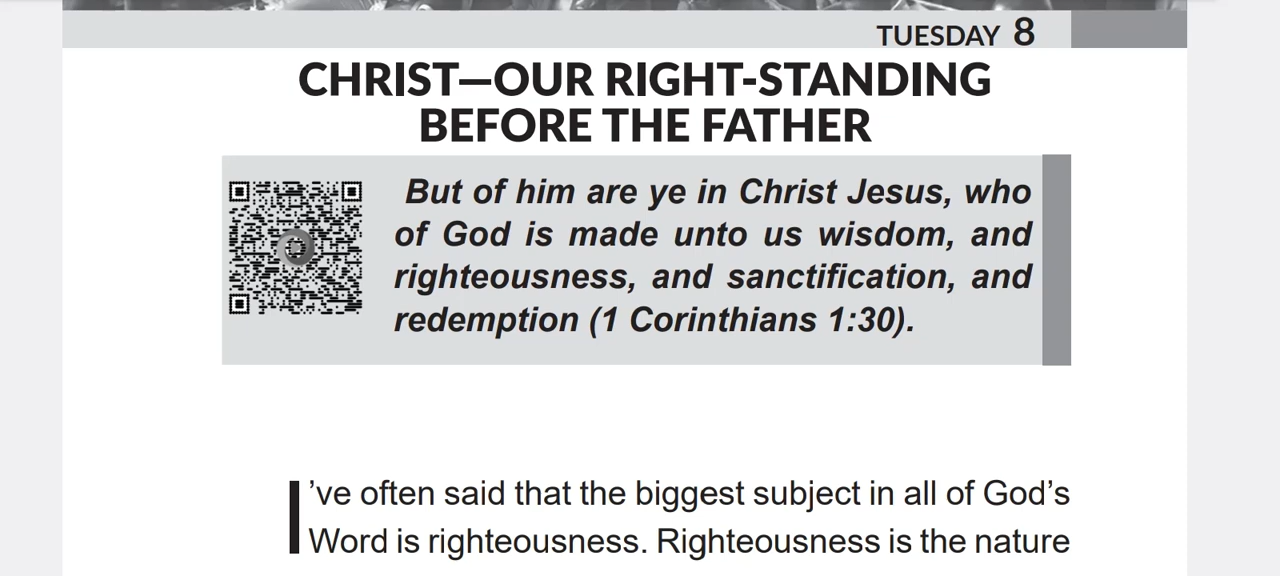 TUESDAY 8
CHRIST—OUR RIGHT-STANDING
BEFORE THE FATHER
But of him are ye in Christ Jesus, who
of God is made unto us wisdom, and
righteousness, and sanctification, and
redemption (1 Corinthians 1:30).
I’ve often said that the biggest subject in all of God’s
Word is righteousness. Righteousness is the nature